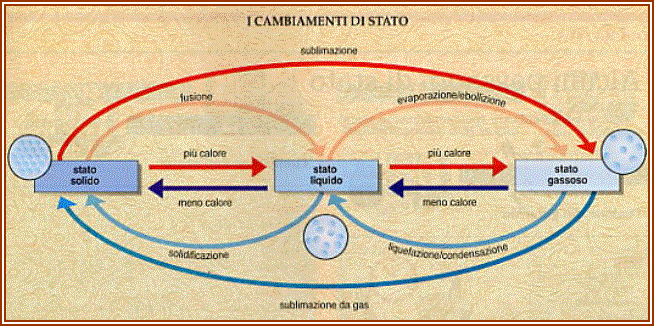 I CAMBIAMENTI DI STATO
sublimazione
fusione
evaporazione/ebollizione
più calore
più calore
stato
solido
stato
liquido
stato
gassoso
meno calore
meno calore
solidificazione
liquefazione/condensazione
sublimazione da gas